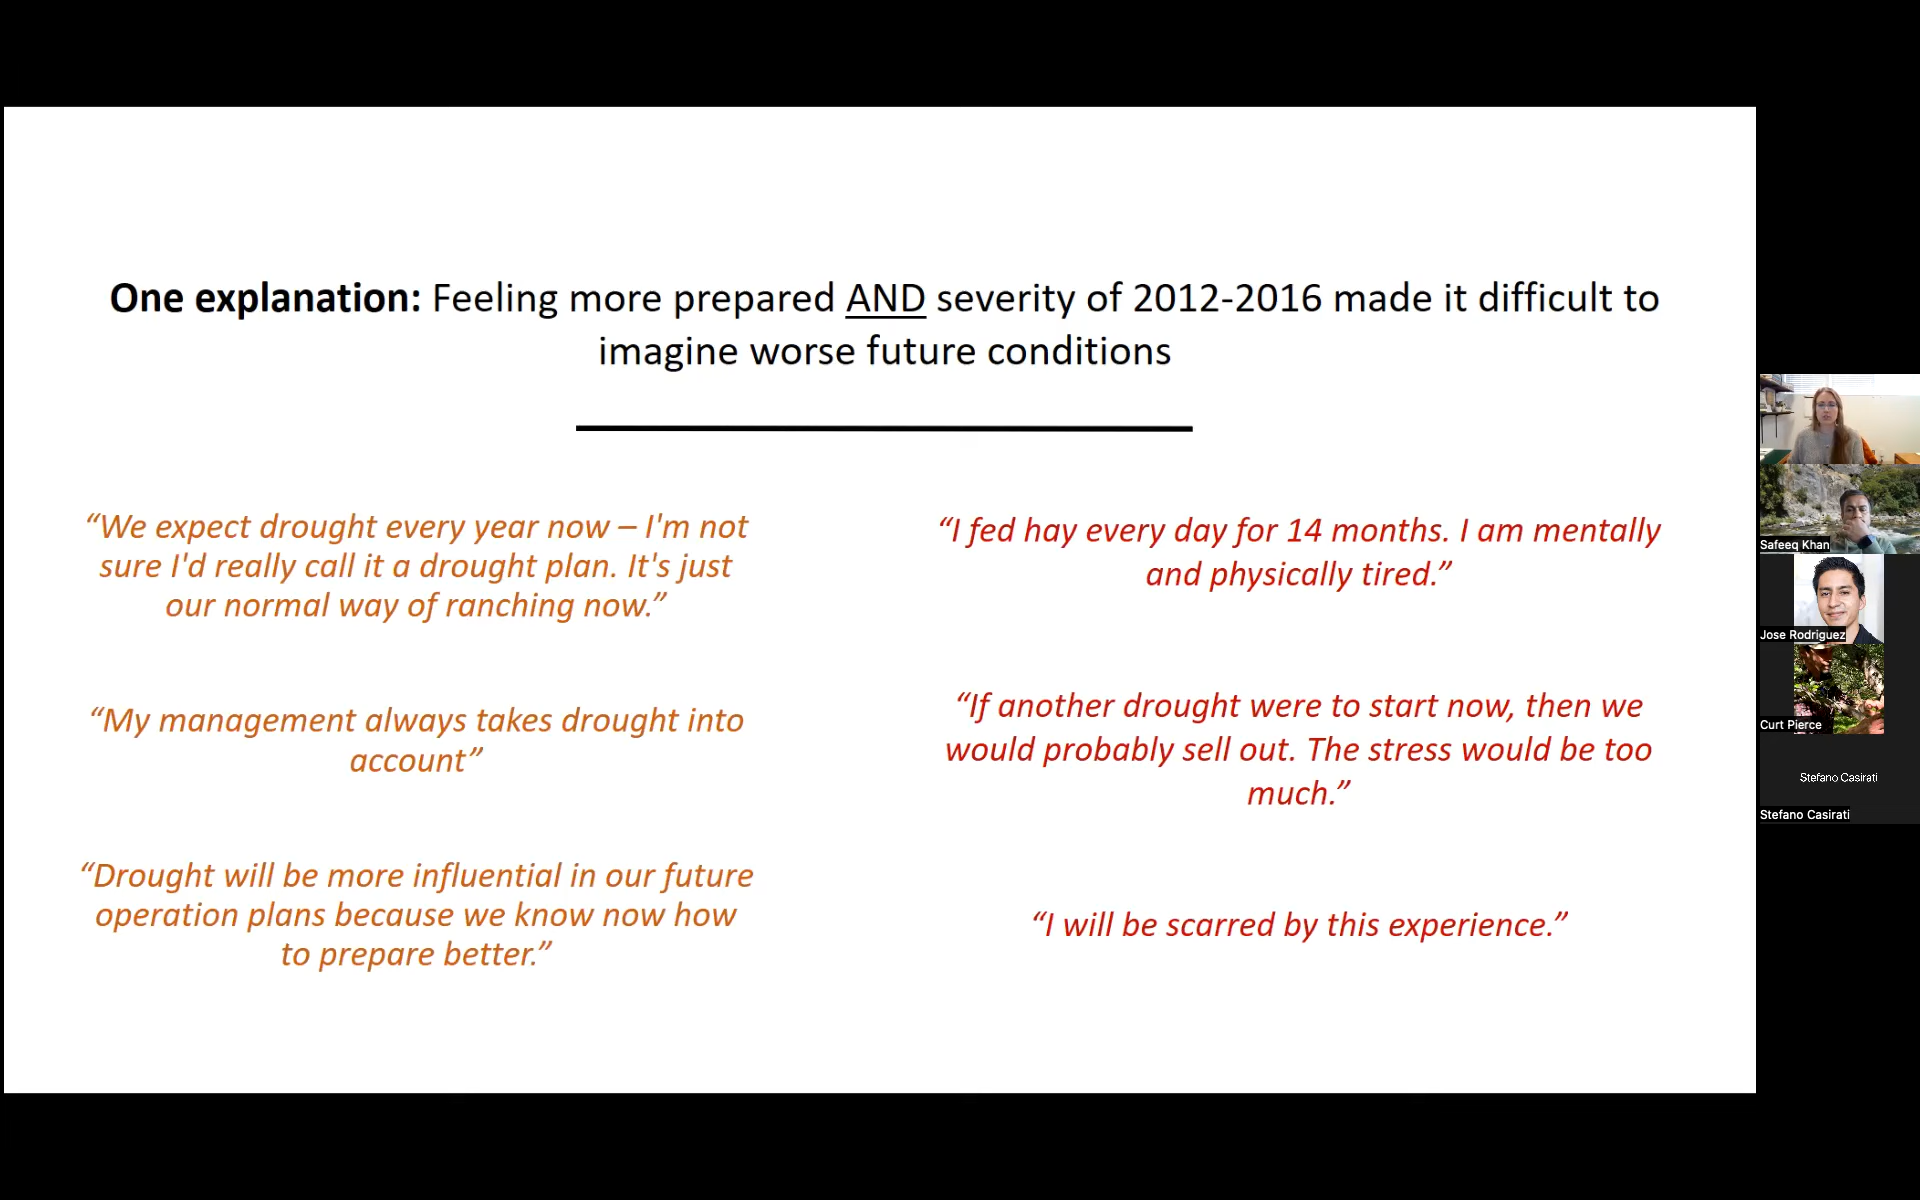 One explanation: Feeling more prepared AND severity of 2012-2016 made it difficult to
imagine worse future conditions
“We expect drought every year now – I'm not
sure I'd really call it a drought plan. It's just
our normal way of ranching now.”
“My management always takes drought into
account”
“Drought will be more influential in our future
operation plans because we know now how
to prepare better.”
“I fed hay every day for 14 months. I am mentally
and physically tired.”
“If another drought were to start now, then we
would probably sell out. The stress would be too
much.”
“I will be scarred by this experience.”
Safeeq Khan
Jose Rodriguez
Curt Pierce
Stefano Casirati
Stefano Casirati